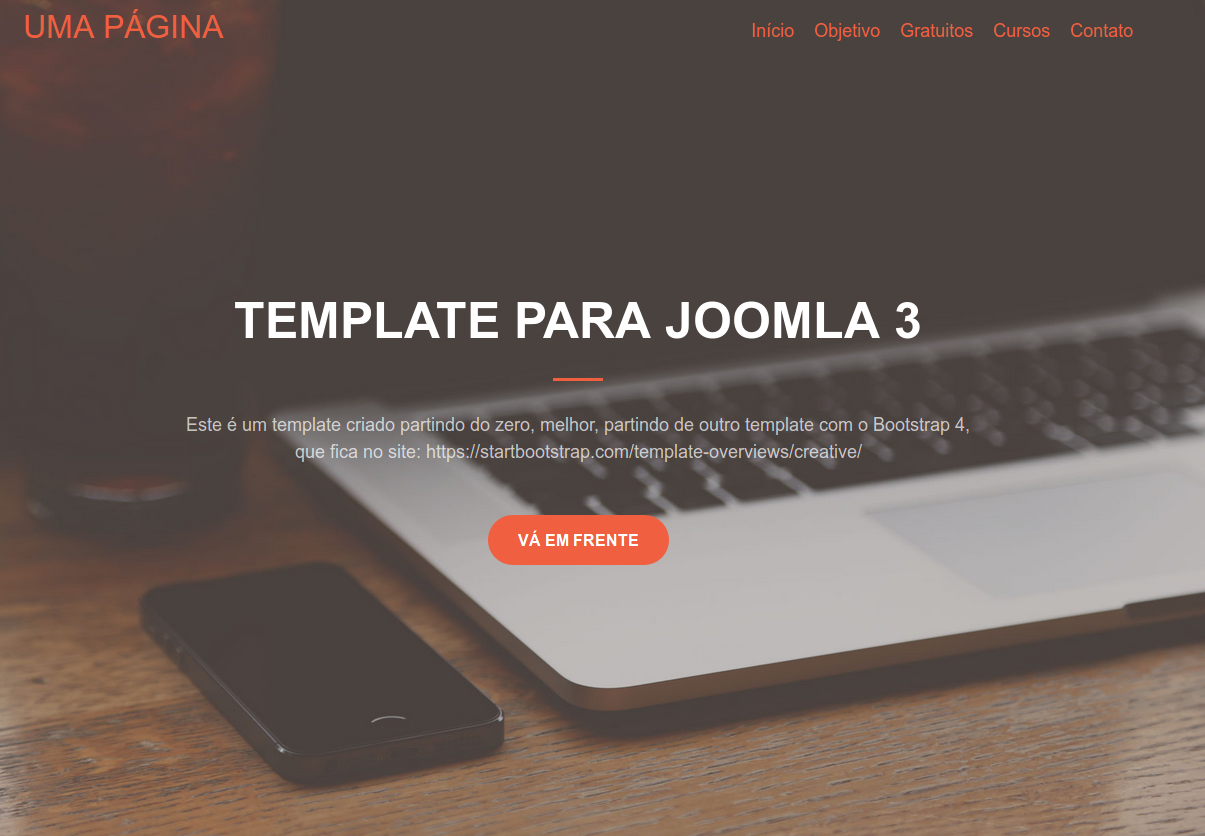 UMA PÁGINA
Início Objetivo Gratuitos Cursos Contato
TEMPLATE PARA JOOMLA 3
Este é um template criado partindo do zero, melhor, partindo de outro template com o Bootstrap 4,
que fica no site: https://startbootstrap.com/template-overviews/creative/
VÁ EM FRENTE